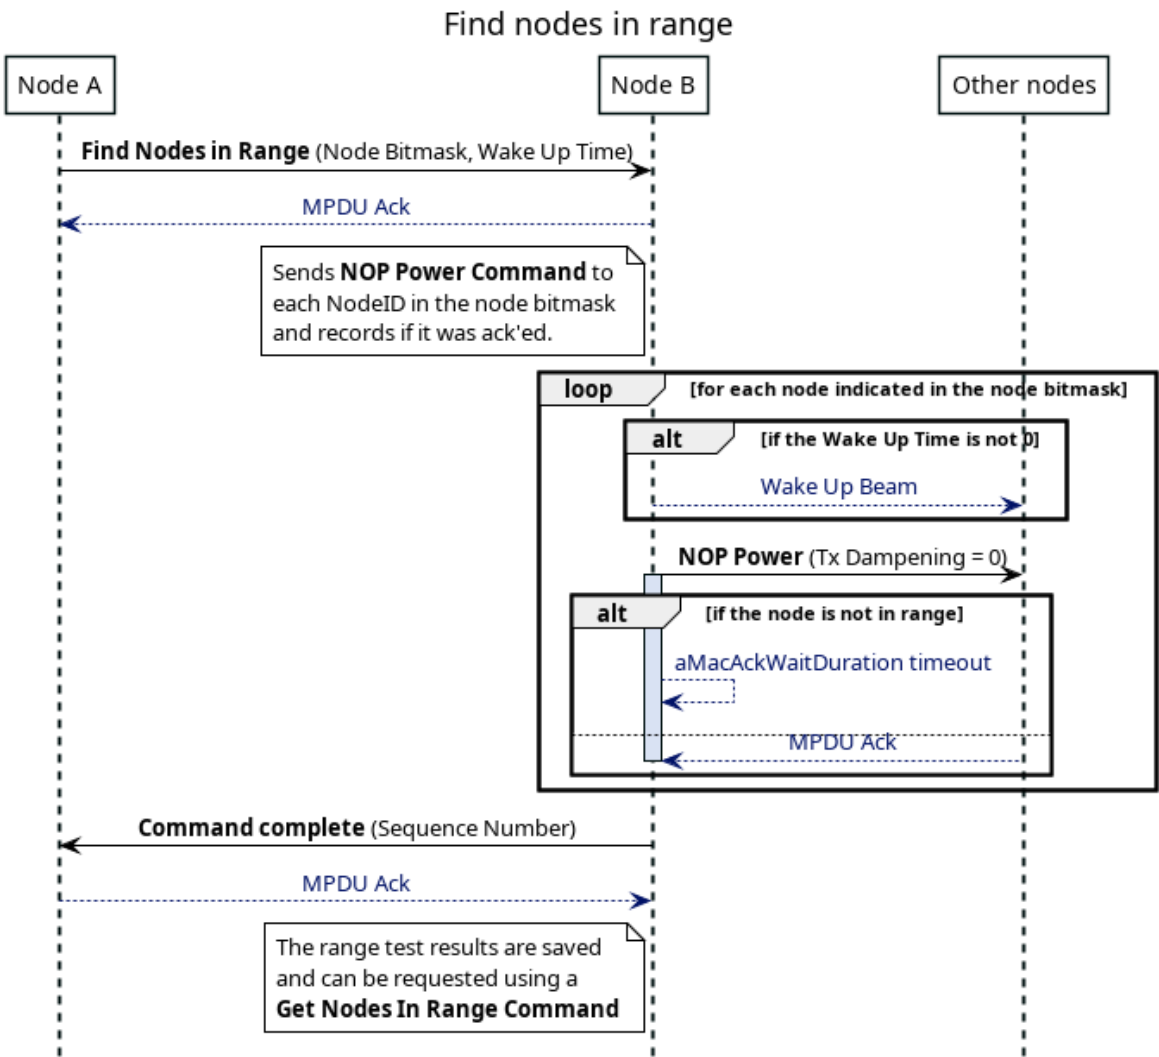 Find nodes in range
Node A
Node B
Other nodes
Find Nodes in Range (Node Bitmask, Wake Up Time)
MPDU Ack
Sends NOP Power Command to
each NodeID in the node bitmask
and records if it was ack'ed.
loop
[for each node indicated in the node bitmask]
alt
[if the Wake Up Time is not 0]
Wake Up Beam
NOP Power (Tx Dampening = 0)
alt
[if the node is not in range]
aMacAckWaitDuration timeout
MPDU Ack
Command complete (Sequence Number)
MPDU Ack
The range test results are saved
and can be requested using a
Get Nodes In Range Command